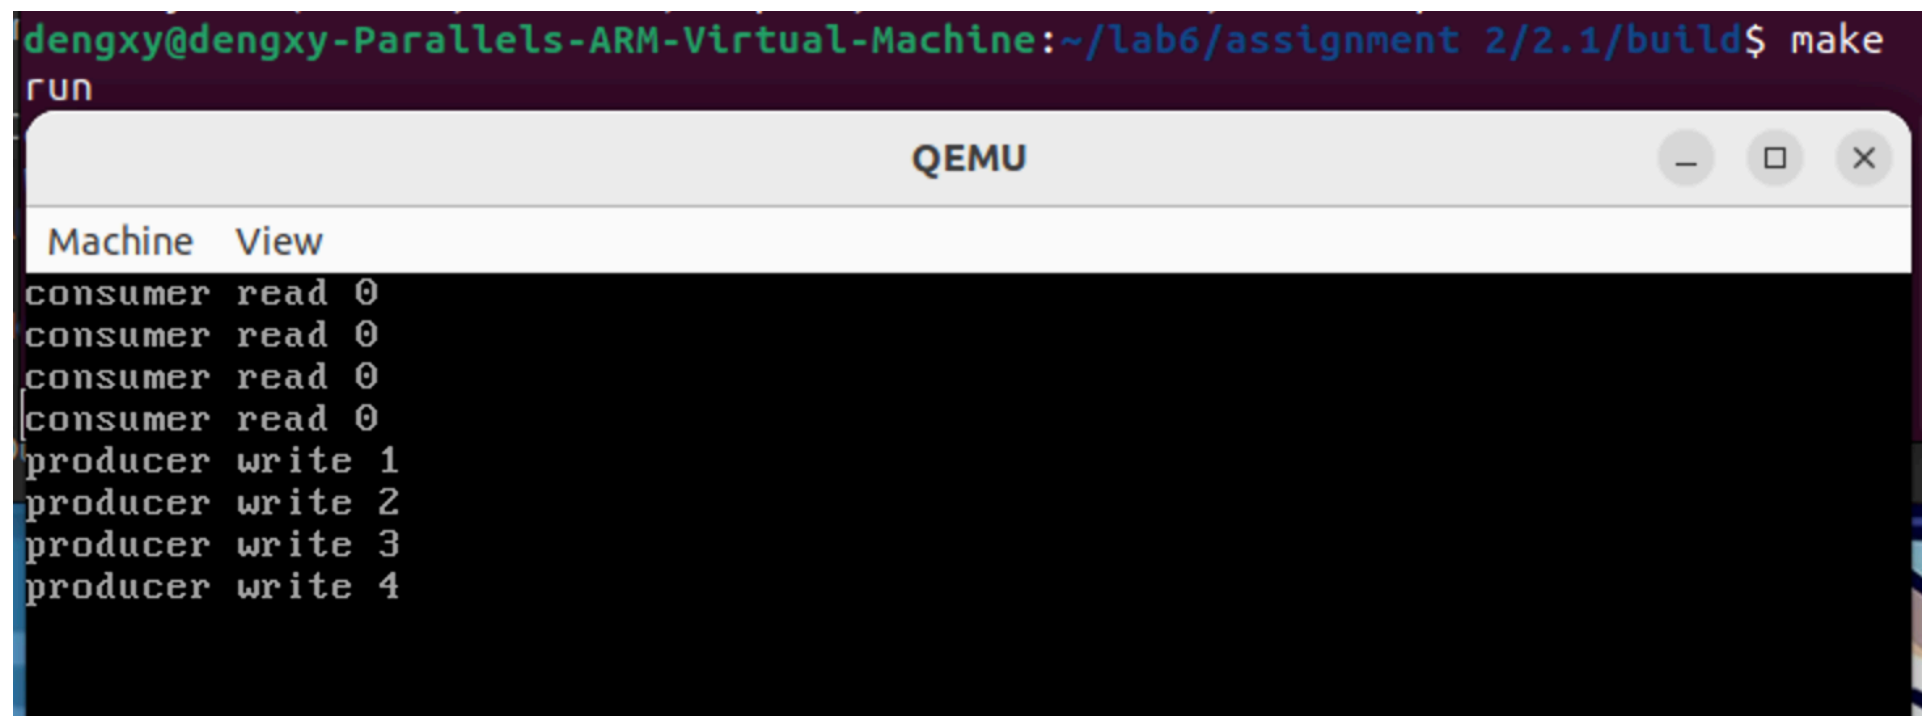 dengxy@dengxy-Parallels-ARM-Virtual-Machine:~/lab6/assignment 2/2.1/build$ make
run
QEMU
Machine View
consumer read 0
consumer read 0
consumer read 0
consumer read 0
producer write 1
producer write 2
producer write 3
producer write 4